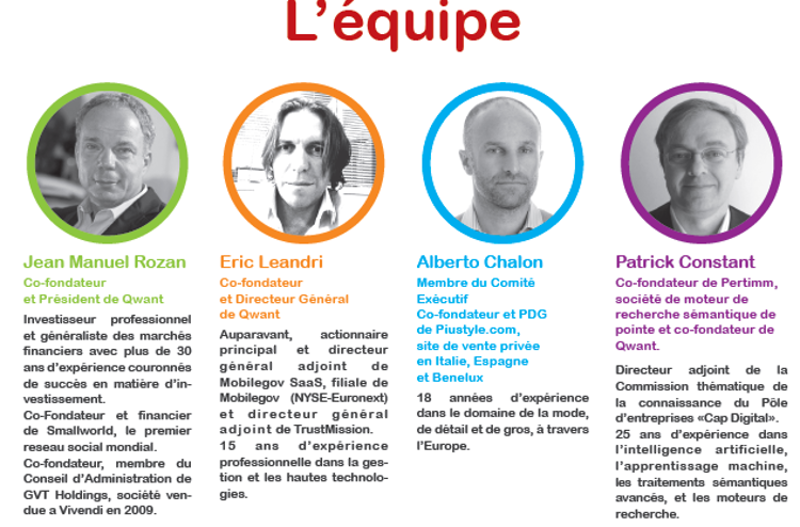 L'équipe
Jean Manuel Rozan
Co-fondateur
et Président de Qwant
Investisseur professionnel
et généraliste des marchés
financiers avec plus de 30
ans d'expérience couronnés
de succès en matière d'in-
vestissement.
Co-Fondateur et financier
de Smallworld, le premier
reseau social mondial.
Co-fondateur, membre du
Conseil d'Administration de
GVT Holdings, société ven-
due a Vivendi en 2009.
Eric Leandri
Co-fondateur
et Directeur Général
de Qwant
Auparavant, actionnaire
principal et directeur
général adjoint de
Mobilegov SaaS, filiale de
Mobilegov (NYSE-Euronext)
et directeur général
adjoint de TrustMission.
15 ans d'expérience
professionnelle dans la ges-
tion et les hautes technolo-
gies.
Alberto Chalon
Membre du Comité
Exécutif
Co-fondateur et PDG
de Piustyle.com,
site de vente privée
en Italie, Espagne
et Benelux
18 années d'expérience
dans le domaine de la mode,
de détail et de gros, à travers
l'Europe.
Patrick Constant
Co-fondateur de Pertimm,
société de moteur de
recherche sémantique de
pointe et co-fondateur de
Qwant.
Directeur adjoint de la
Commission thématique de
la connaissance du Pôle
d'entreprises «Cap Digital».
25 ans d'expérience dans
l'intelligence artificielle,
l'apprentissage machine,
les traitements sémantiques
avancés, et les moteurs de
recherche.